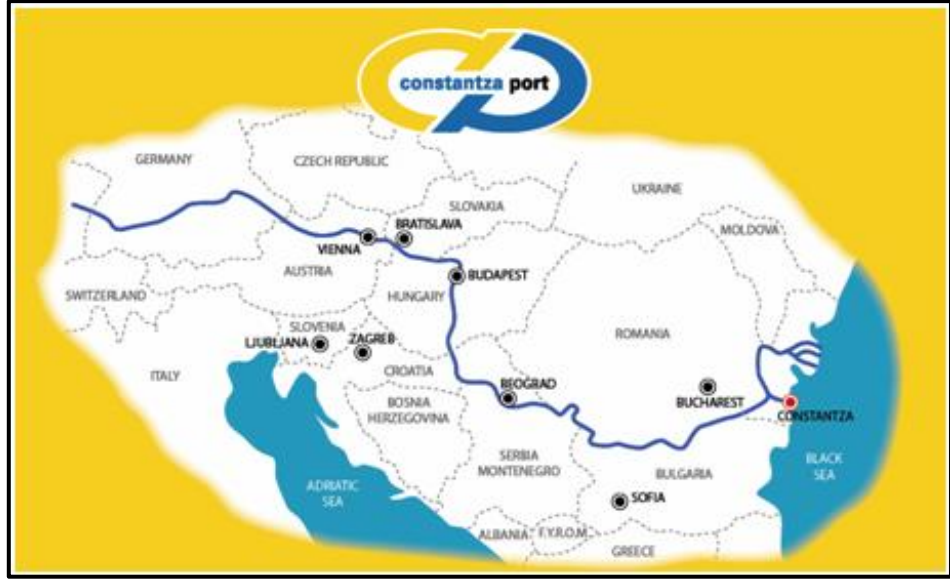 constantza port
GERMANY
CZECH REPUBLIC
UKRAINE
SLOVAKIA
MOLDOVA
BRATISLAVA
VIENNA
AUSTRIA
BUDAPEST
SWITZERLAND
HUNGARY
SLOVENIA
ROMANIA
LJUBLJANA
ZAGREB
ITALY
CROATIA
BEOGRAD
BOSNIA
HERZEGOVINA
BUCHAREST
CONSTANTZA
SERBIA
MONTENEGRO
BULGARIA
BLACK
SEA
ADRIATIC
SEA
SOFIA
ALBANIA
F.Y.R.O.M.
GREECE